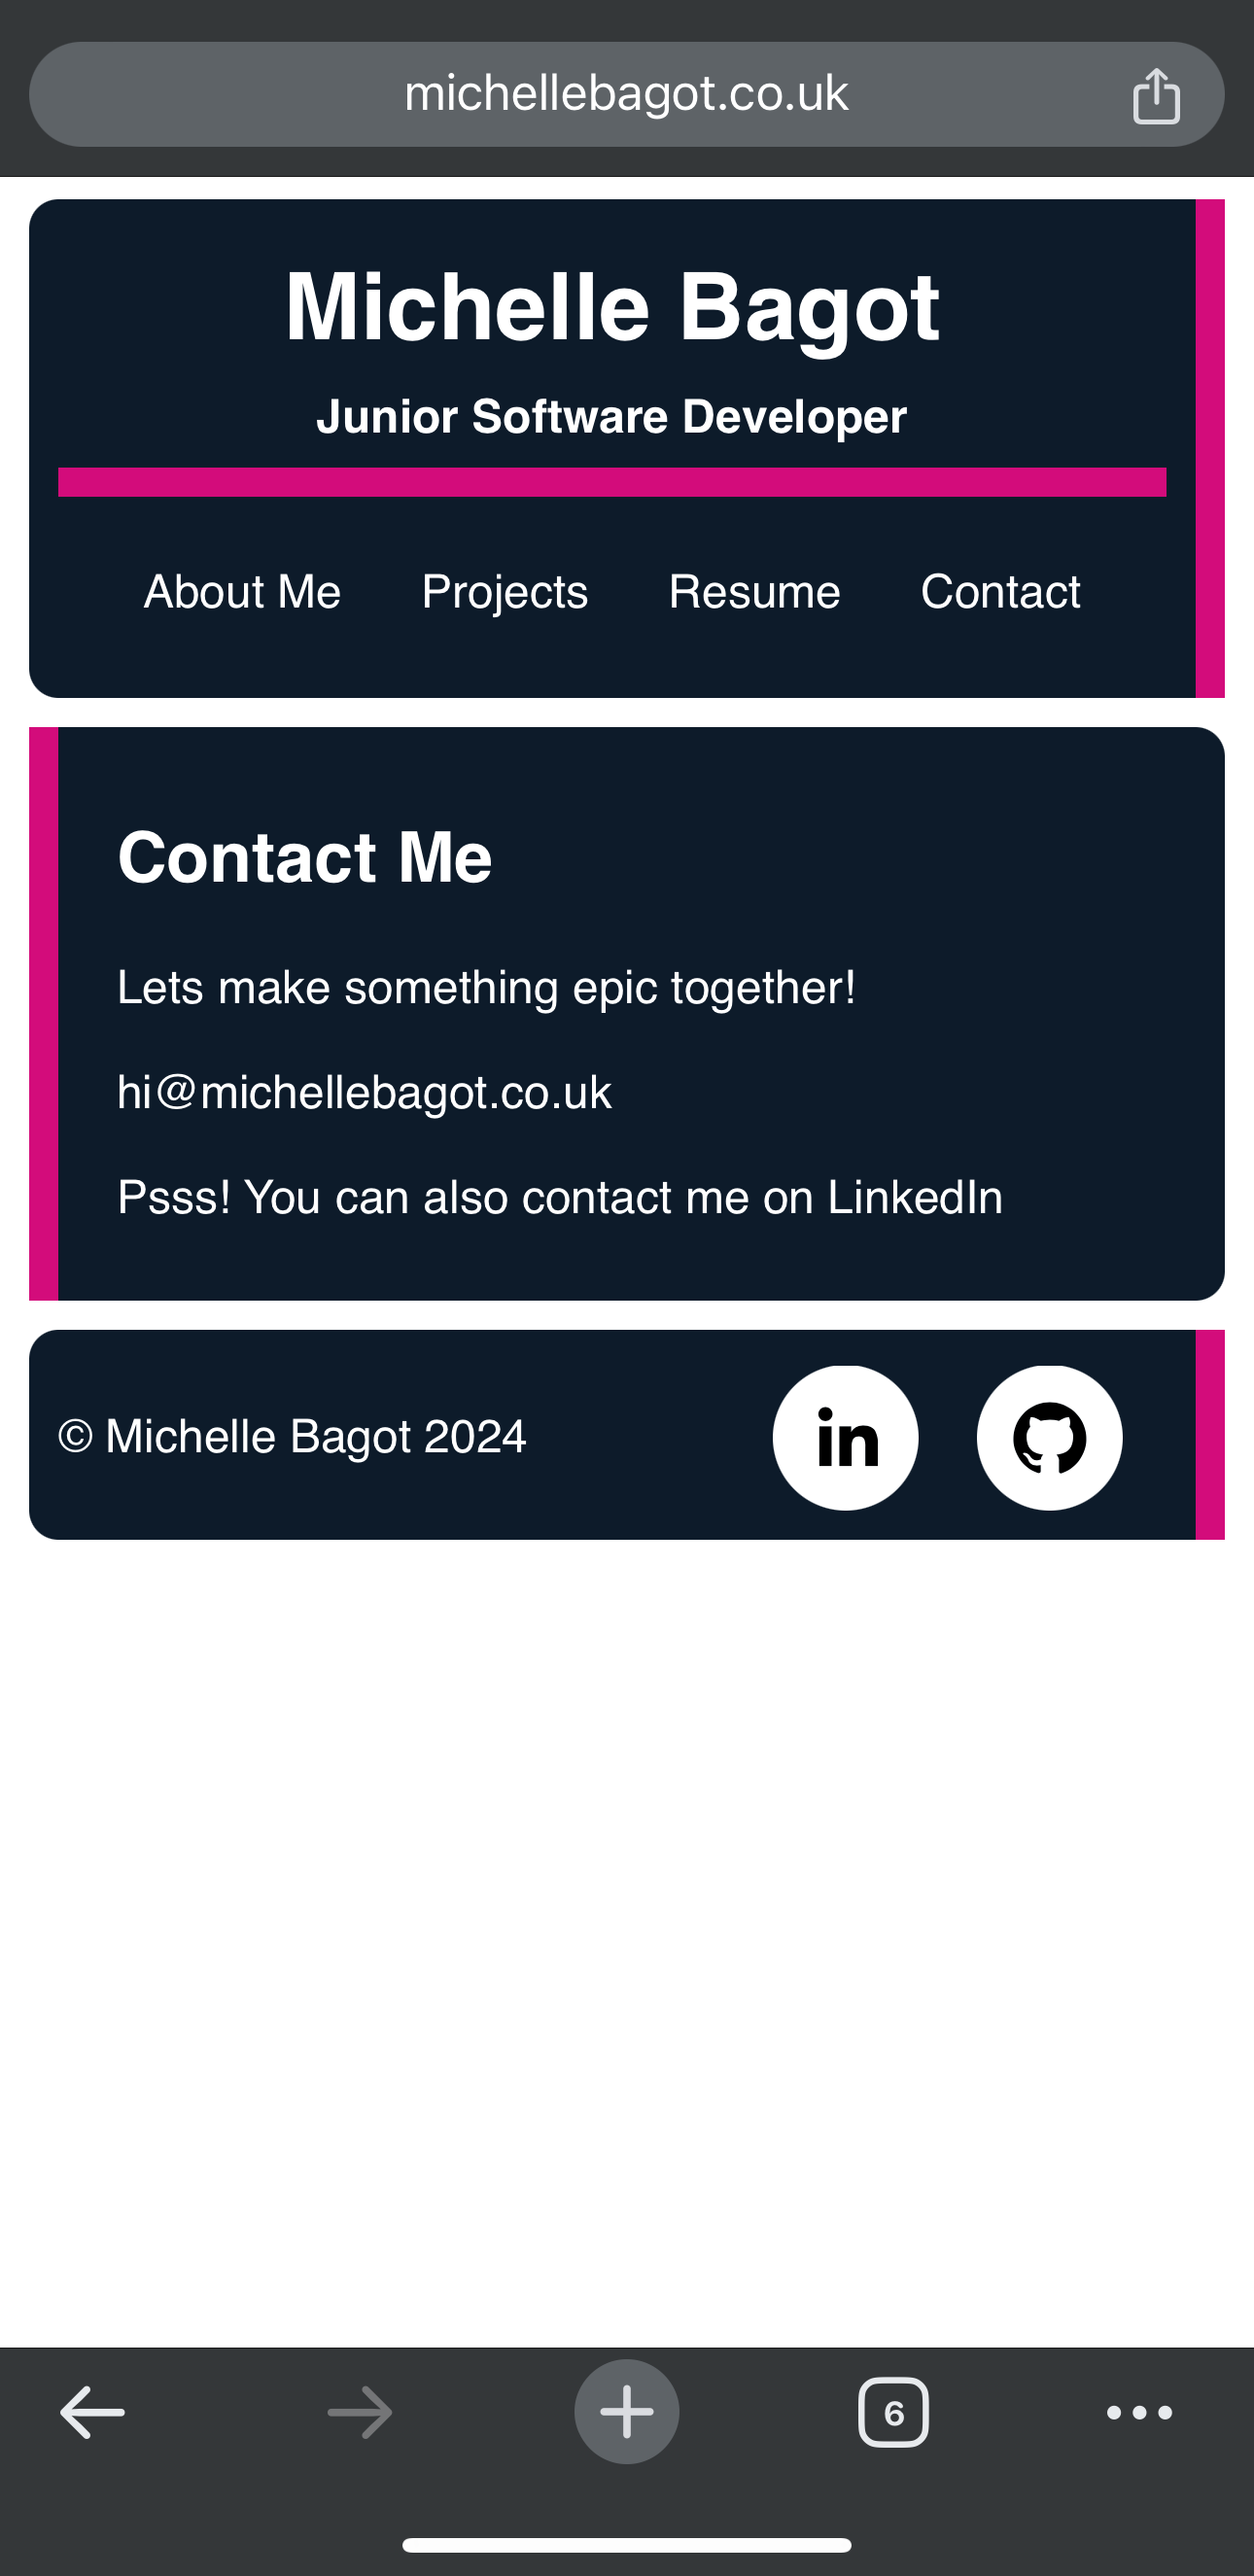 michellebagot.co.uk
Michelle Bagot
Junior Software Developer
About Me Projects Resume Contact
Contact Me
Lets make something epic together!
hi@michellebagot.co.uk
Psss! You can also contact me on LinkedIn
© Michelle Bagot 2024
in
6